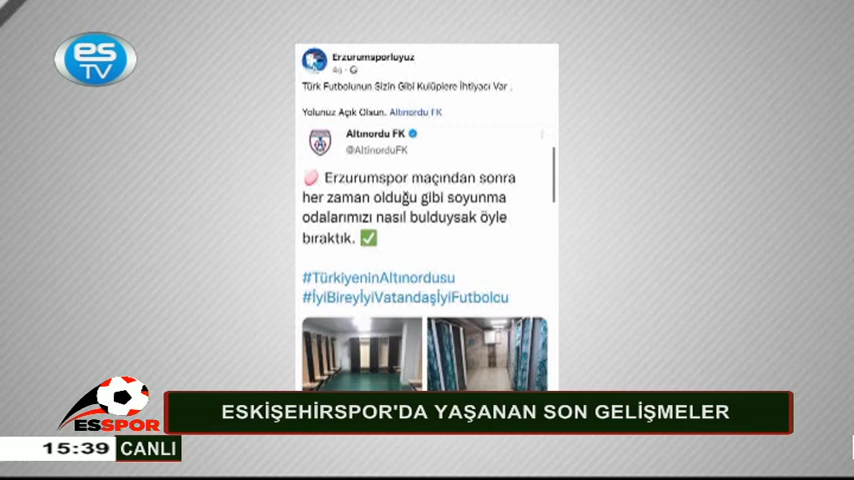 es
TV
Erzurumsporluyuz
4g ·
Türk Futbolunun Sizin Gibi Kulüplere İhtiyacı Var .
Yolunuz Açık Olsun. Altınordu FK
Altınordu FK
@AltinorduFK
Erzurumspor maçından sonra
her zaman olduğu gibi soyunma
odalarımızı nasıl bulduysak öyle
bıraktık.
#TürkiyeninAltınordusu
#İyiBireyİyiVatandaşİyiFutbolcu
ESKİŞEHİRSPOR'DA YAŞANAN SON GELİŞMELER
ESSPOR
15:39 CANLI